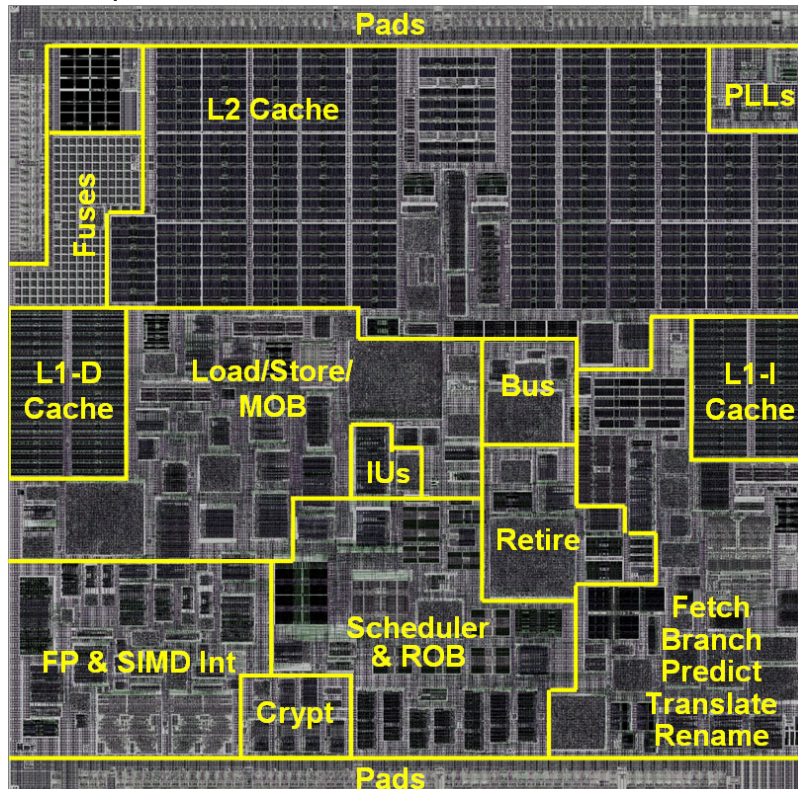 Pads
L2 Cache
PLLs
Fuses
L1-D
Cache
Load/Store/
MOB
Bus
L1-I
Cache
IUs
Retire
FP & SIMD Int
Scheduler
& ROB
Fetch
Branch
Predict
Translate
Rename
Crypt
Pads